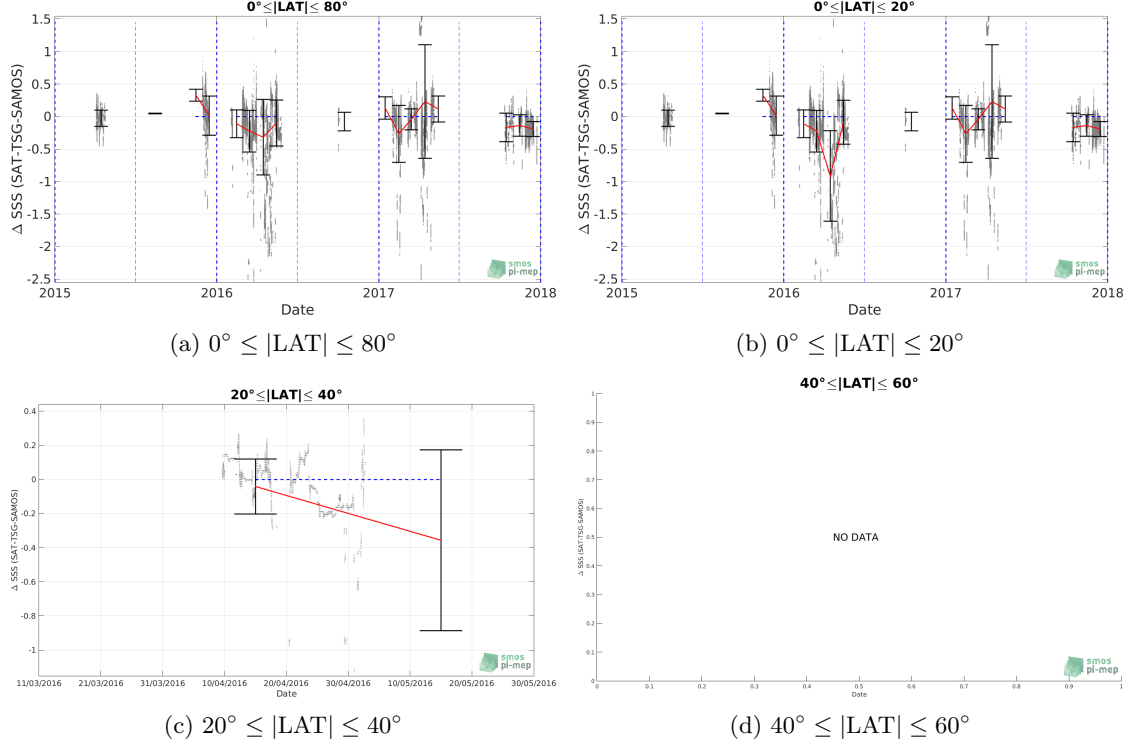 0°≤|LAT|≤ 80°
Δ SSS (SAT-TSG-SAMOS)
1.5
1
0.5
0
-0.5
-1
-1.5
-2
-2.5
2015
2016
2017
2018
Date
smos
pi-mep
(a) 0° ≤ |LAT| ≤ 80°
0°≤|LAT|≤ 20°
Δ SSS (SAT-TSG-SAMOS)
1.5
1
0.5
0
-0.5
-1
-1.5
-2
-2.5
2015
2016
2017
2018
Date
smos
pi-mep
(b) 0° ≤ |LAT| ≤ 20°
20°≤|LAT|≤ 40°
Δ SSS (SAT-TSG-SAMOS)
0.4
0.2
0
-0.2
-0.4
-0.6
-0.8
-1
11/03/2016
21/03/2016
31/03/2016
10/04/2016
20/04/2016
30/04/2016
10/05/2016
20/05/2016
30/05/2016
Date
smos
pi-mep
(c) 20° ≤ |LAT| ≤ 40°
40°≤|LAT|≤ 60°
Δ SSS (SAT-TSG-SAMOS)
1
0.9
0.8
0.7
0.6
0.5
0.4
0.3
0.2
0.1
0
NO DATA
0
0.1
0.2
0.3
0.4
0.5
0.6
0.7
0.8
0.9
1
Date
smos
pi-mep
(d) 40° ≤ |LAT| ≤ 60°